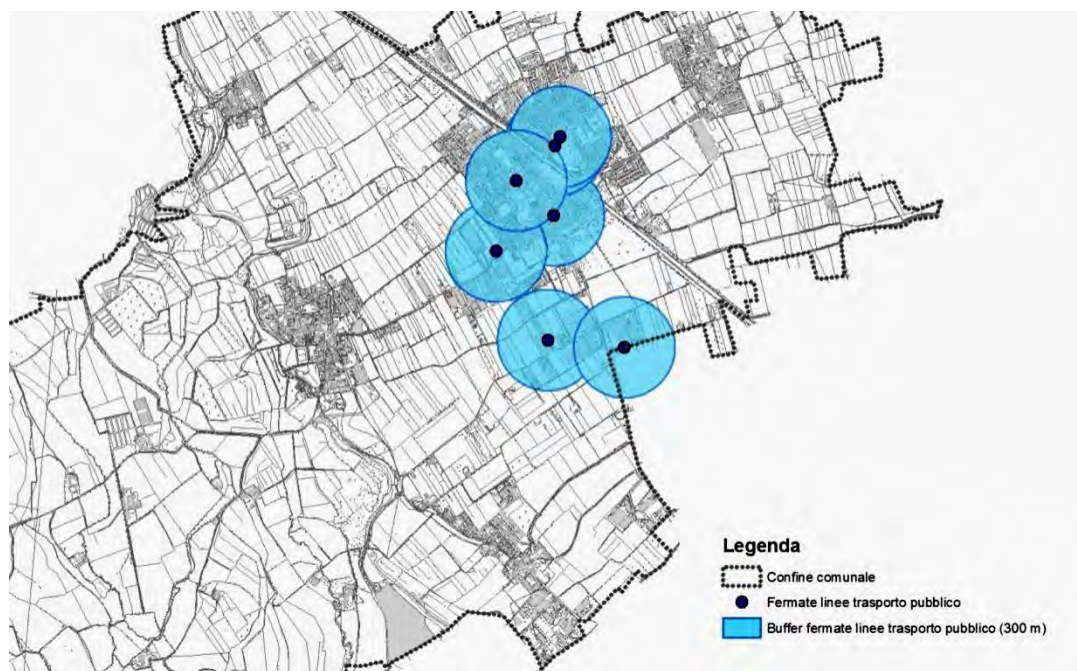 Legenda
Confine comunale
Fermate linee trasporto pubblico
Buffer fermate linee trasporto pubblico (300 m)